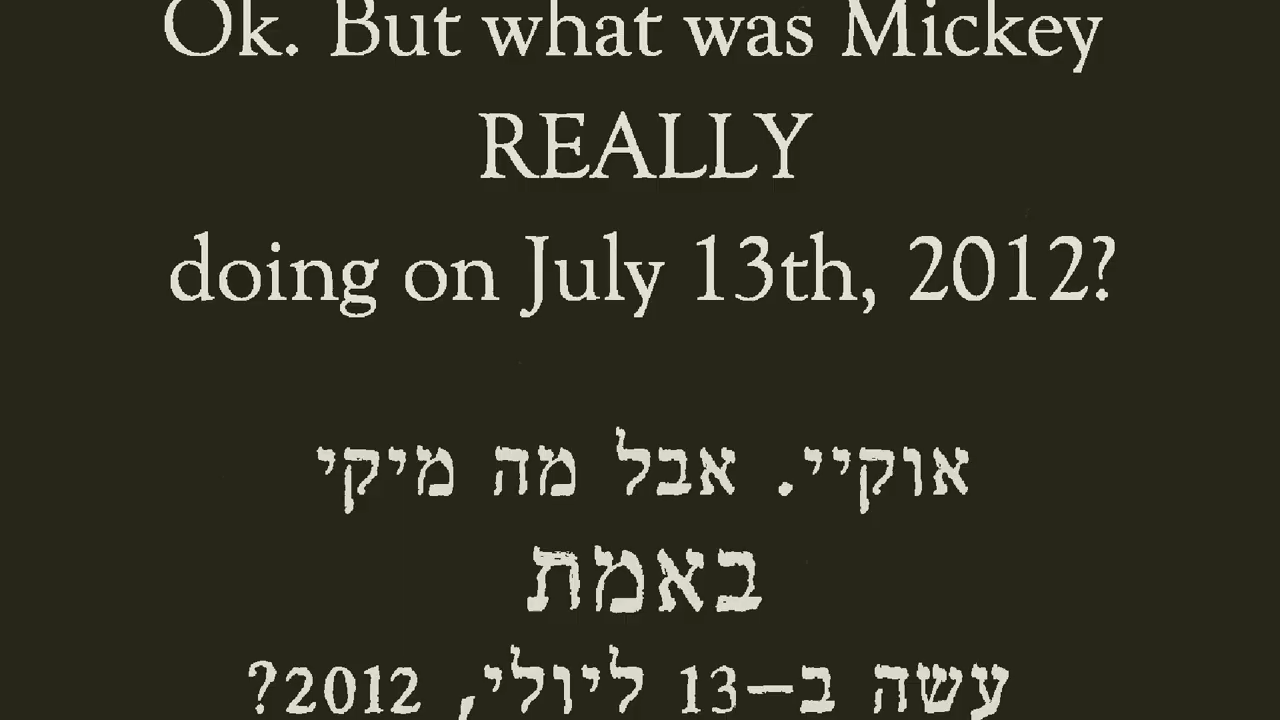 Ok. But what was Mickey
REALLY
doing on July 13th, 2012?
אוקיי. אבל מה מיקי
באמת
עשה ב–13 ליולי, 2012?